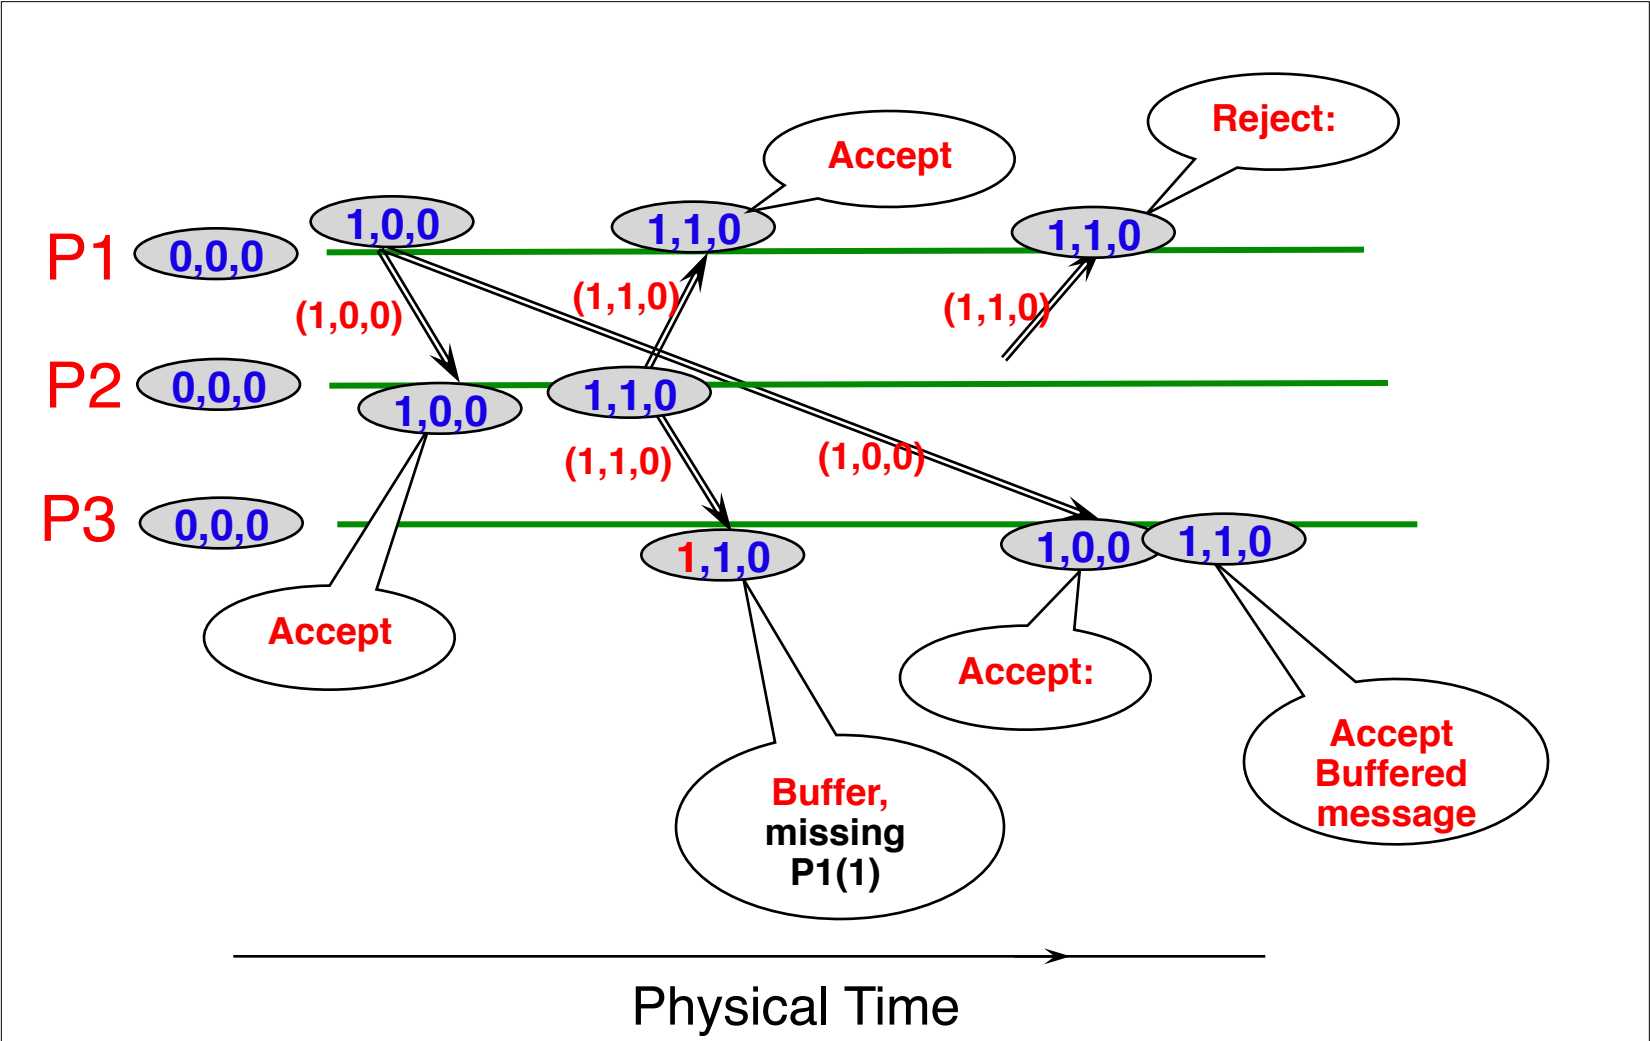 Reject:
Accept
P1
0,0,0
1,0,0
1,1,0
1,1,0
(1,0,0)
(1,1,0)
(1,1,0)
P2
0,0,0
1,0,0
1,1,0
(1,1,0)
(1,0,0)
P3
0,0,0
1,1,0
1,0,0
1,1,0
Accept
Accept:
Buffer,
missing
P1(1)
Accept
Buffered
message
Physical Time